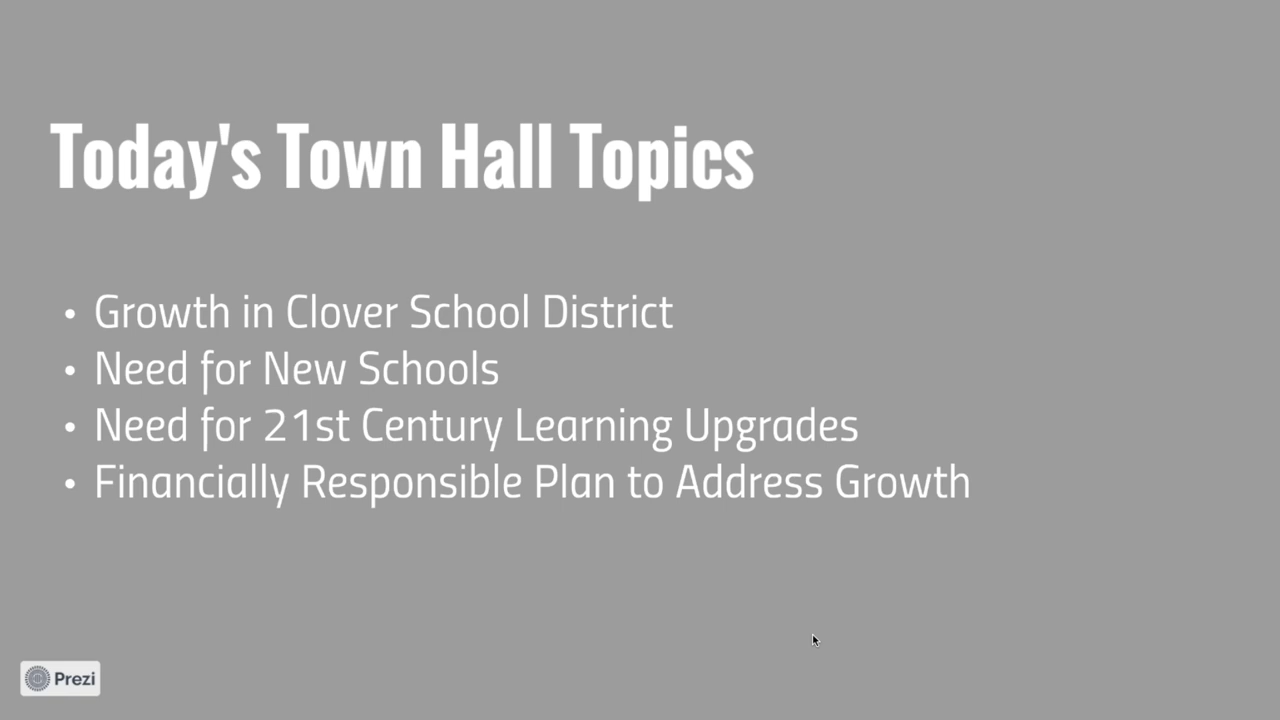 Today's Town Hall Topics
• Growth in Clover School District
• Need for New Schools
• Need for 21st Century Learning Upgrades
• Financially Responsible Plan to Address Growth
Prezi